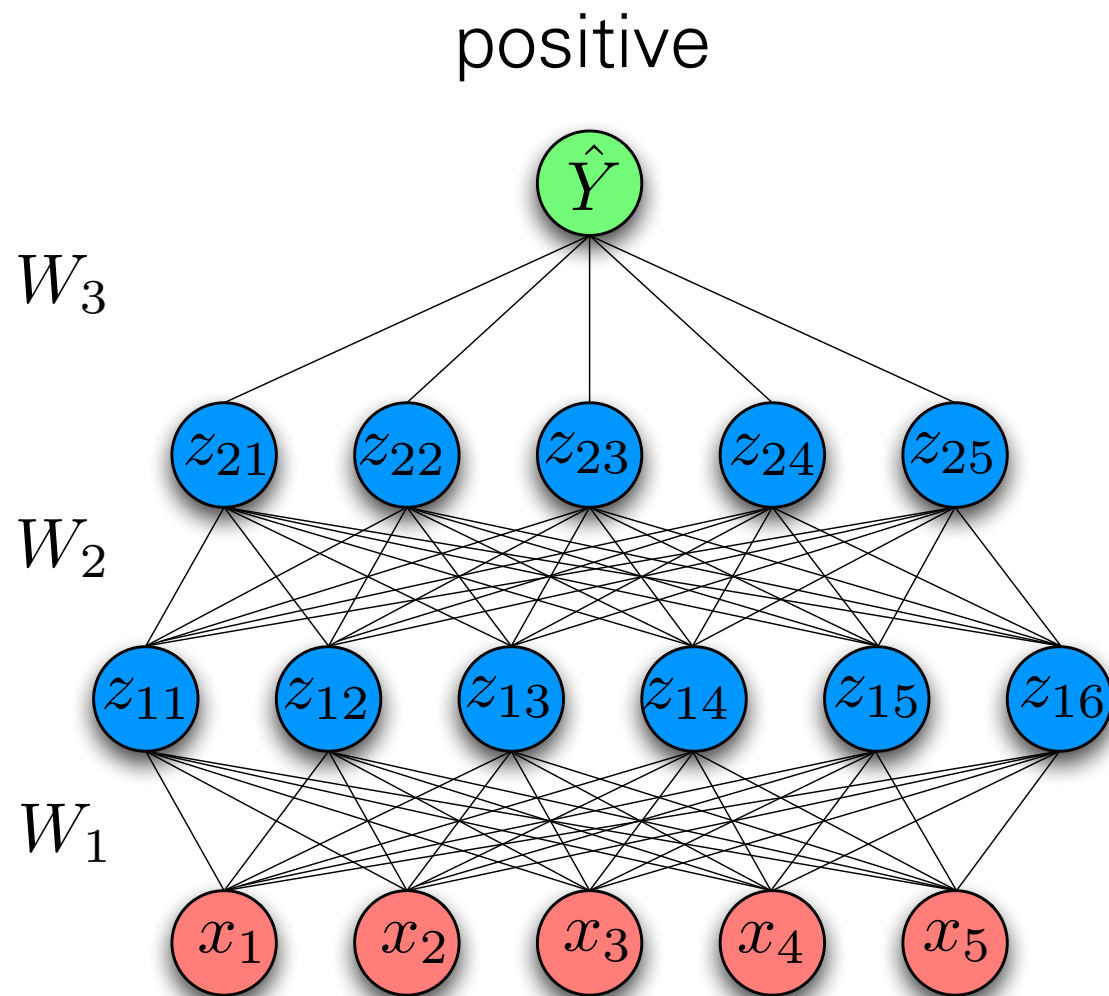 positive
Ŷ
W₃
z₂₁ z₂₂ z₂₃ z₂₄ z₂₅
W₂
z₁₁ z₁₂ z₁₃ z₁₄ z₁₅ z₁₆
W₁
x₁ x₂ x₃ x₄ x₅